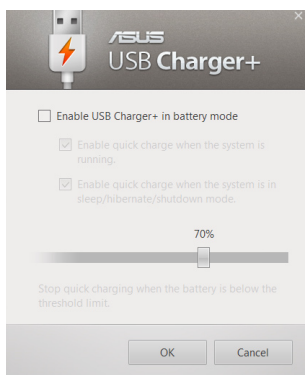 ASUS
USB Charger+
Enable USB Charger+ in battery mode
Enable quick charge when the system is
running.
Enable quick charge when the system is in
sleep/hibernate/shutdown mode.
70%
Stop quick charging when the battery is below the
threshold limit.
OK Cancel